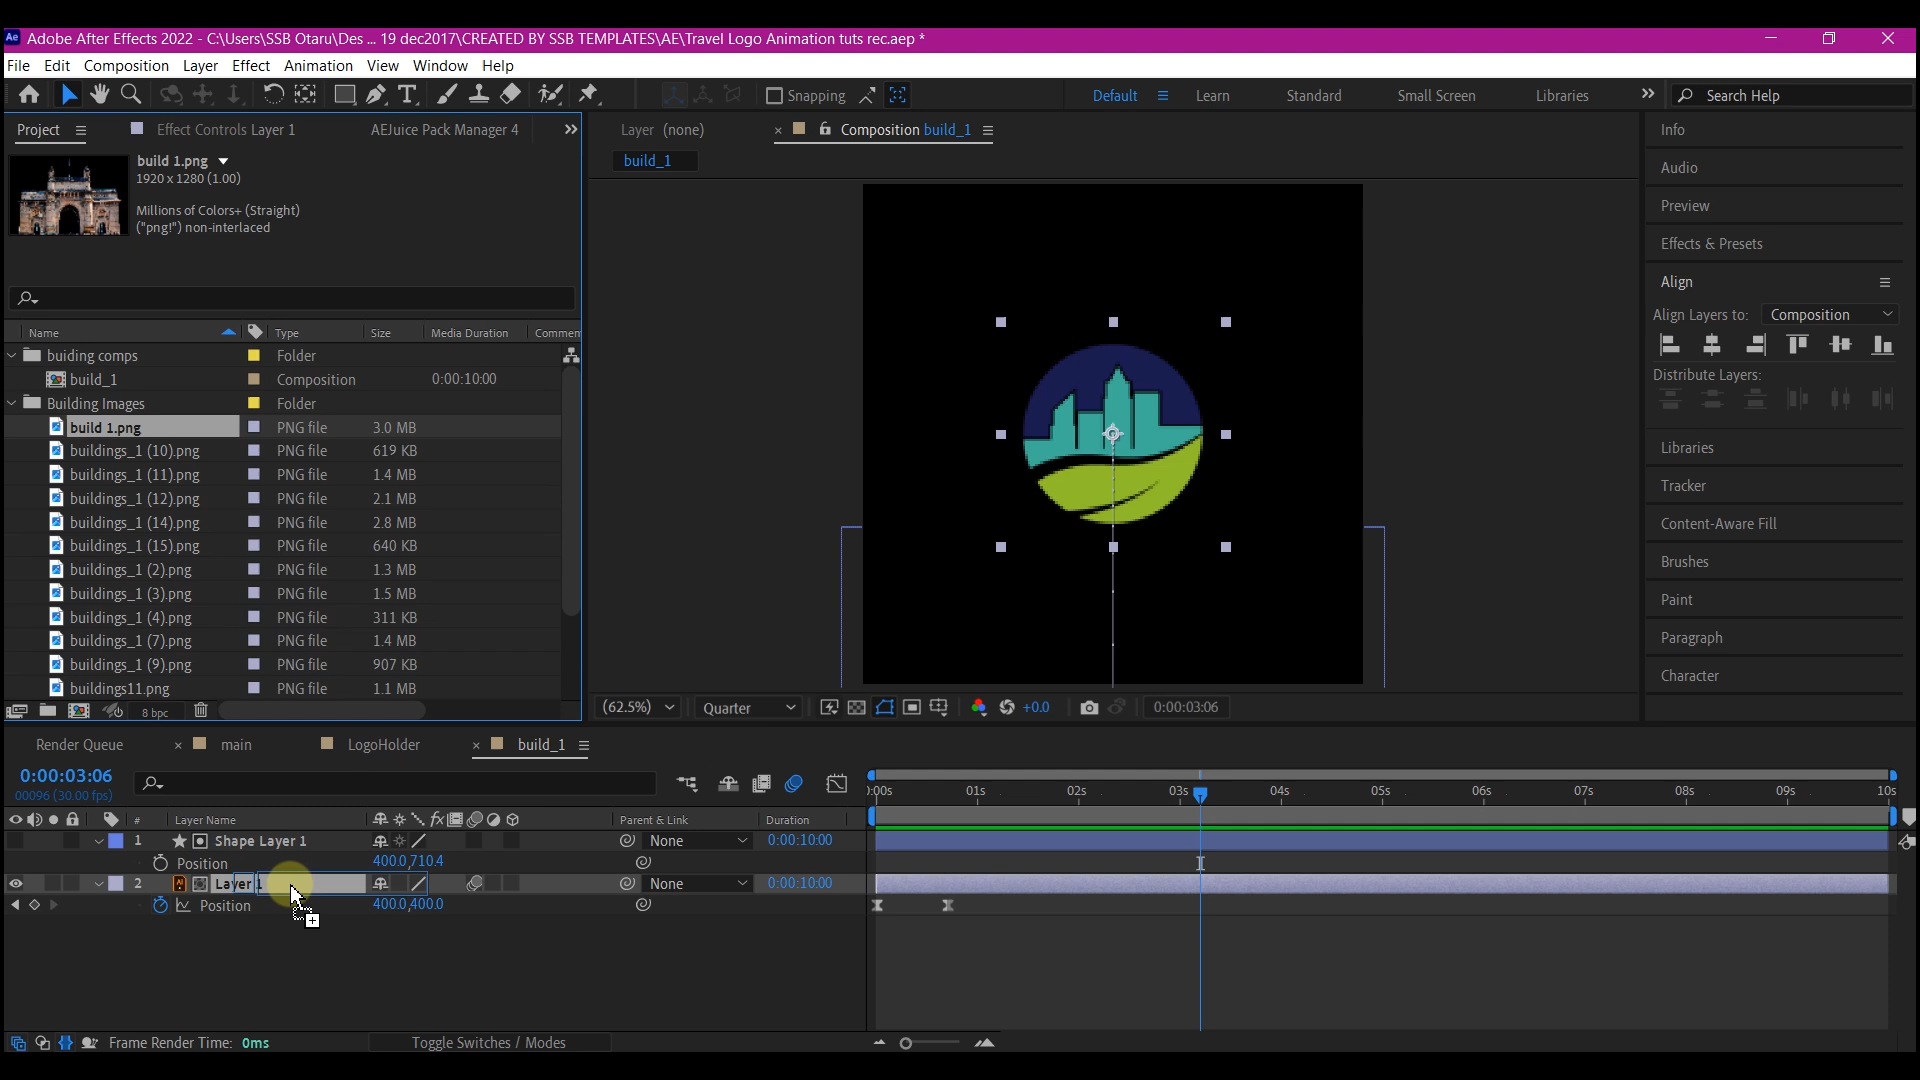 Ae Adobe After Effects 2022 - C:\Users\SSB Otaru\Des ... 19 dec2017\CREATED BY SSB TEMPLATES\AE\Travel Logo Animation tuts rec.aep *
File Edit Composition Layer Effect Animation View Window Help
Snapping Default Learn Standard Small Screen Libraries Search Help
Project Effect Controls Layer 1 AEJuice Pack Manager 4 Layer (none) Composition build_1 Info
build 1.png
1920 x 1280 (1.00)
Millions of Colors+ (Straight)
("png!") non-interlaced
build_1
Audio
Preview
Effects & Presets
Align
Align Layers to: Composition
Distribute Layers:
Libraries
Tracker
Content-Aware Fill
Brushes
Paint
Paragraph
Character
Name Type Size Media Duration Commen
buiding comps Folder
build_1 Composition 0:00:10:00
Building Images Folder
build 1.png PNG file 3.0 MB
buildings_1 (10).png PNG file 619 KB
buildings_1 (11).png PNG file 1.4 MB
buildings_1 (12).png PNG file 2.1 MB
buildings_1 (14).png PNG file 2.8 MB
buildings_1 (15).png PNG file 640 KB
buildings_1 (2).png PNG file 1.3 MB
buildings_1 (3).png PNG file 1.5 MB
buildings_1 (4).png PNG file 311 KB
buildings_1 (7).png PNG file 1.4 MB
buildings_1 (9).png PNG file 907 KB
buildings11.png PNG file 1.1 MB
8 bpc
(62.5%) Quarter +0.0 0:00:03:06
Render Queue main LogoHolder build_1
0:00:03:06
00096 (30.00 fps)
):00s 01s 02s 03s 04s 05s 06s 07s 08s 09s 10s
# Layer Name Parent & Link Duration
1 Shape Layer 1 None 0:00:10:00
Position 400.0,710.4
2 Layer 1 None 0:00:10:00
Position 400.0,400.0
Frame Render Time: 0ms Toggle Switches / Modes